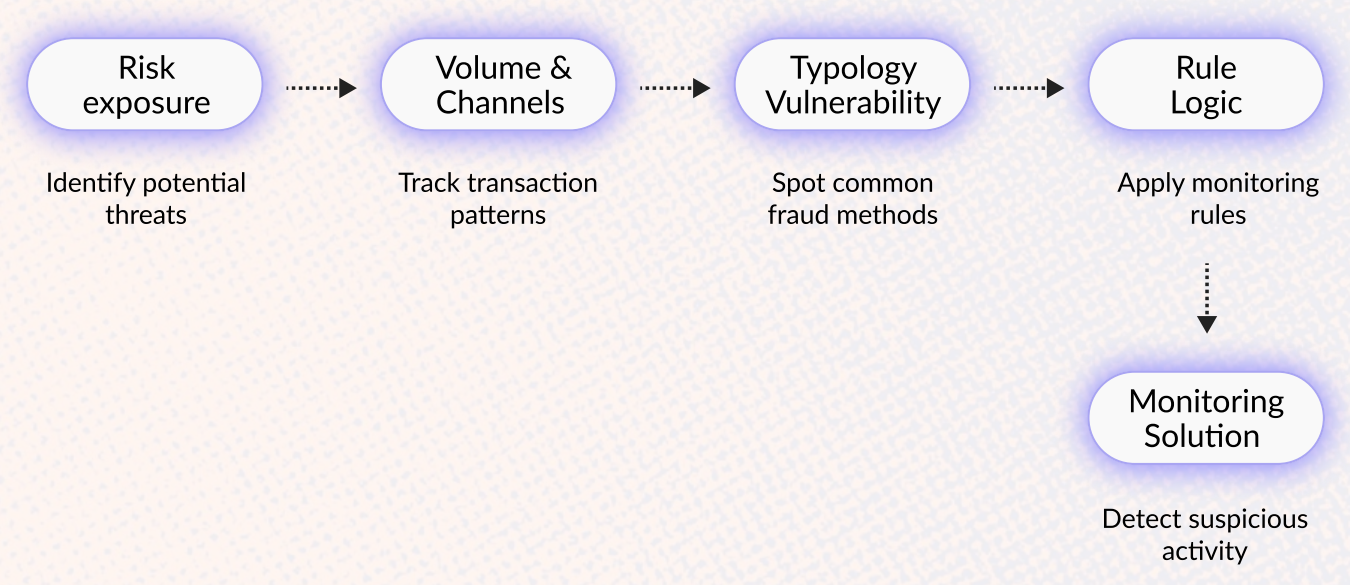 Risk
exposure
Volume &
Channels
Typology
Vulnerability
Rule
Logic
Identify potential
threats
Track transaction
patterns
Spot common
fraud methods
Apply monitoring
rules
Monitoring
Solution
Detect suspicious
activity